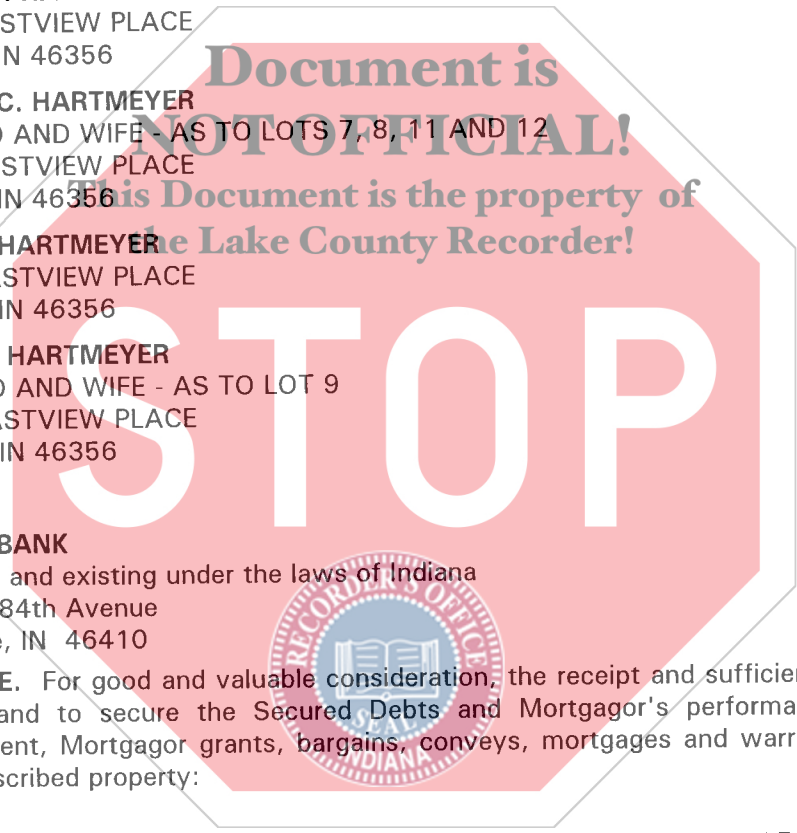 STVIEW PLACE
IN 46356
Document is
C. HARTMEYER
NOT OFFICIAL!
AND WIFE - AS TO LOTS 7, 8, 11 AND 12
STVIEW PLACE
This Document is the property of
IN 46356
HARTMEYER
the Lake County Recorder!
ASTVIEW PLACE
IN 46356
STOP
HARTMEYER
AND WIFE - AS TO LOT 9
ASTVIEW PLACE
IN 46356
BANK
and existing under the laws of Indiana
84th Avenue
, IN 46410
RECORDER'S OFFICE
SEAL
INDIANA
E. For good and valuable consideration, the receipt and sufficien
and to secure the Secured Debts and Mortgagor's performa
ent, Mortgagor grants, bargains, conveys, mortgages and warr
scribed property: